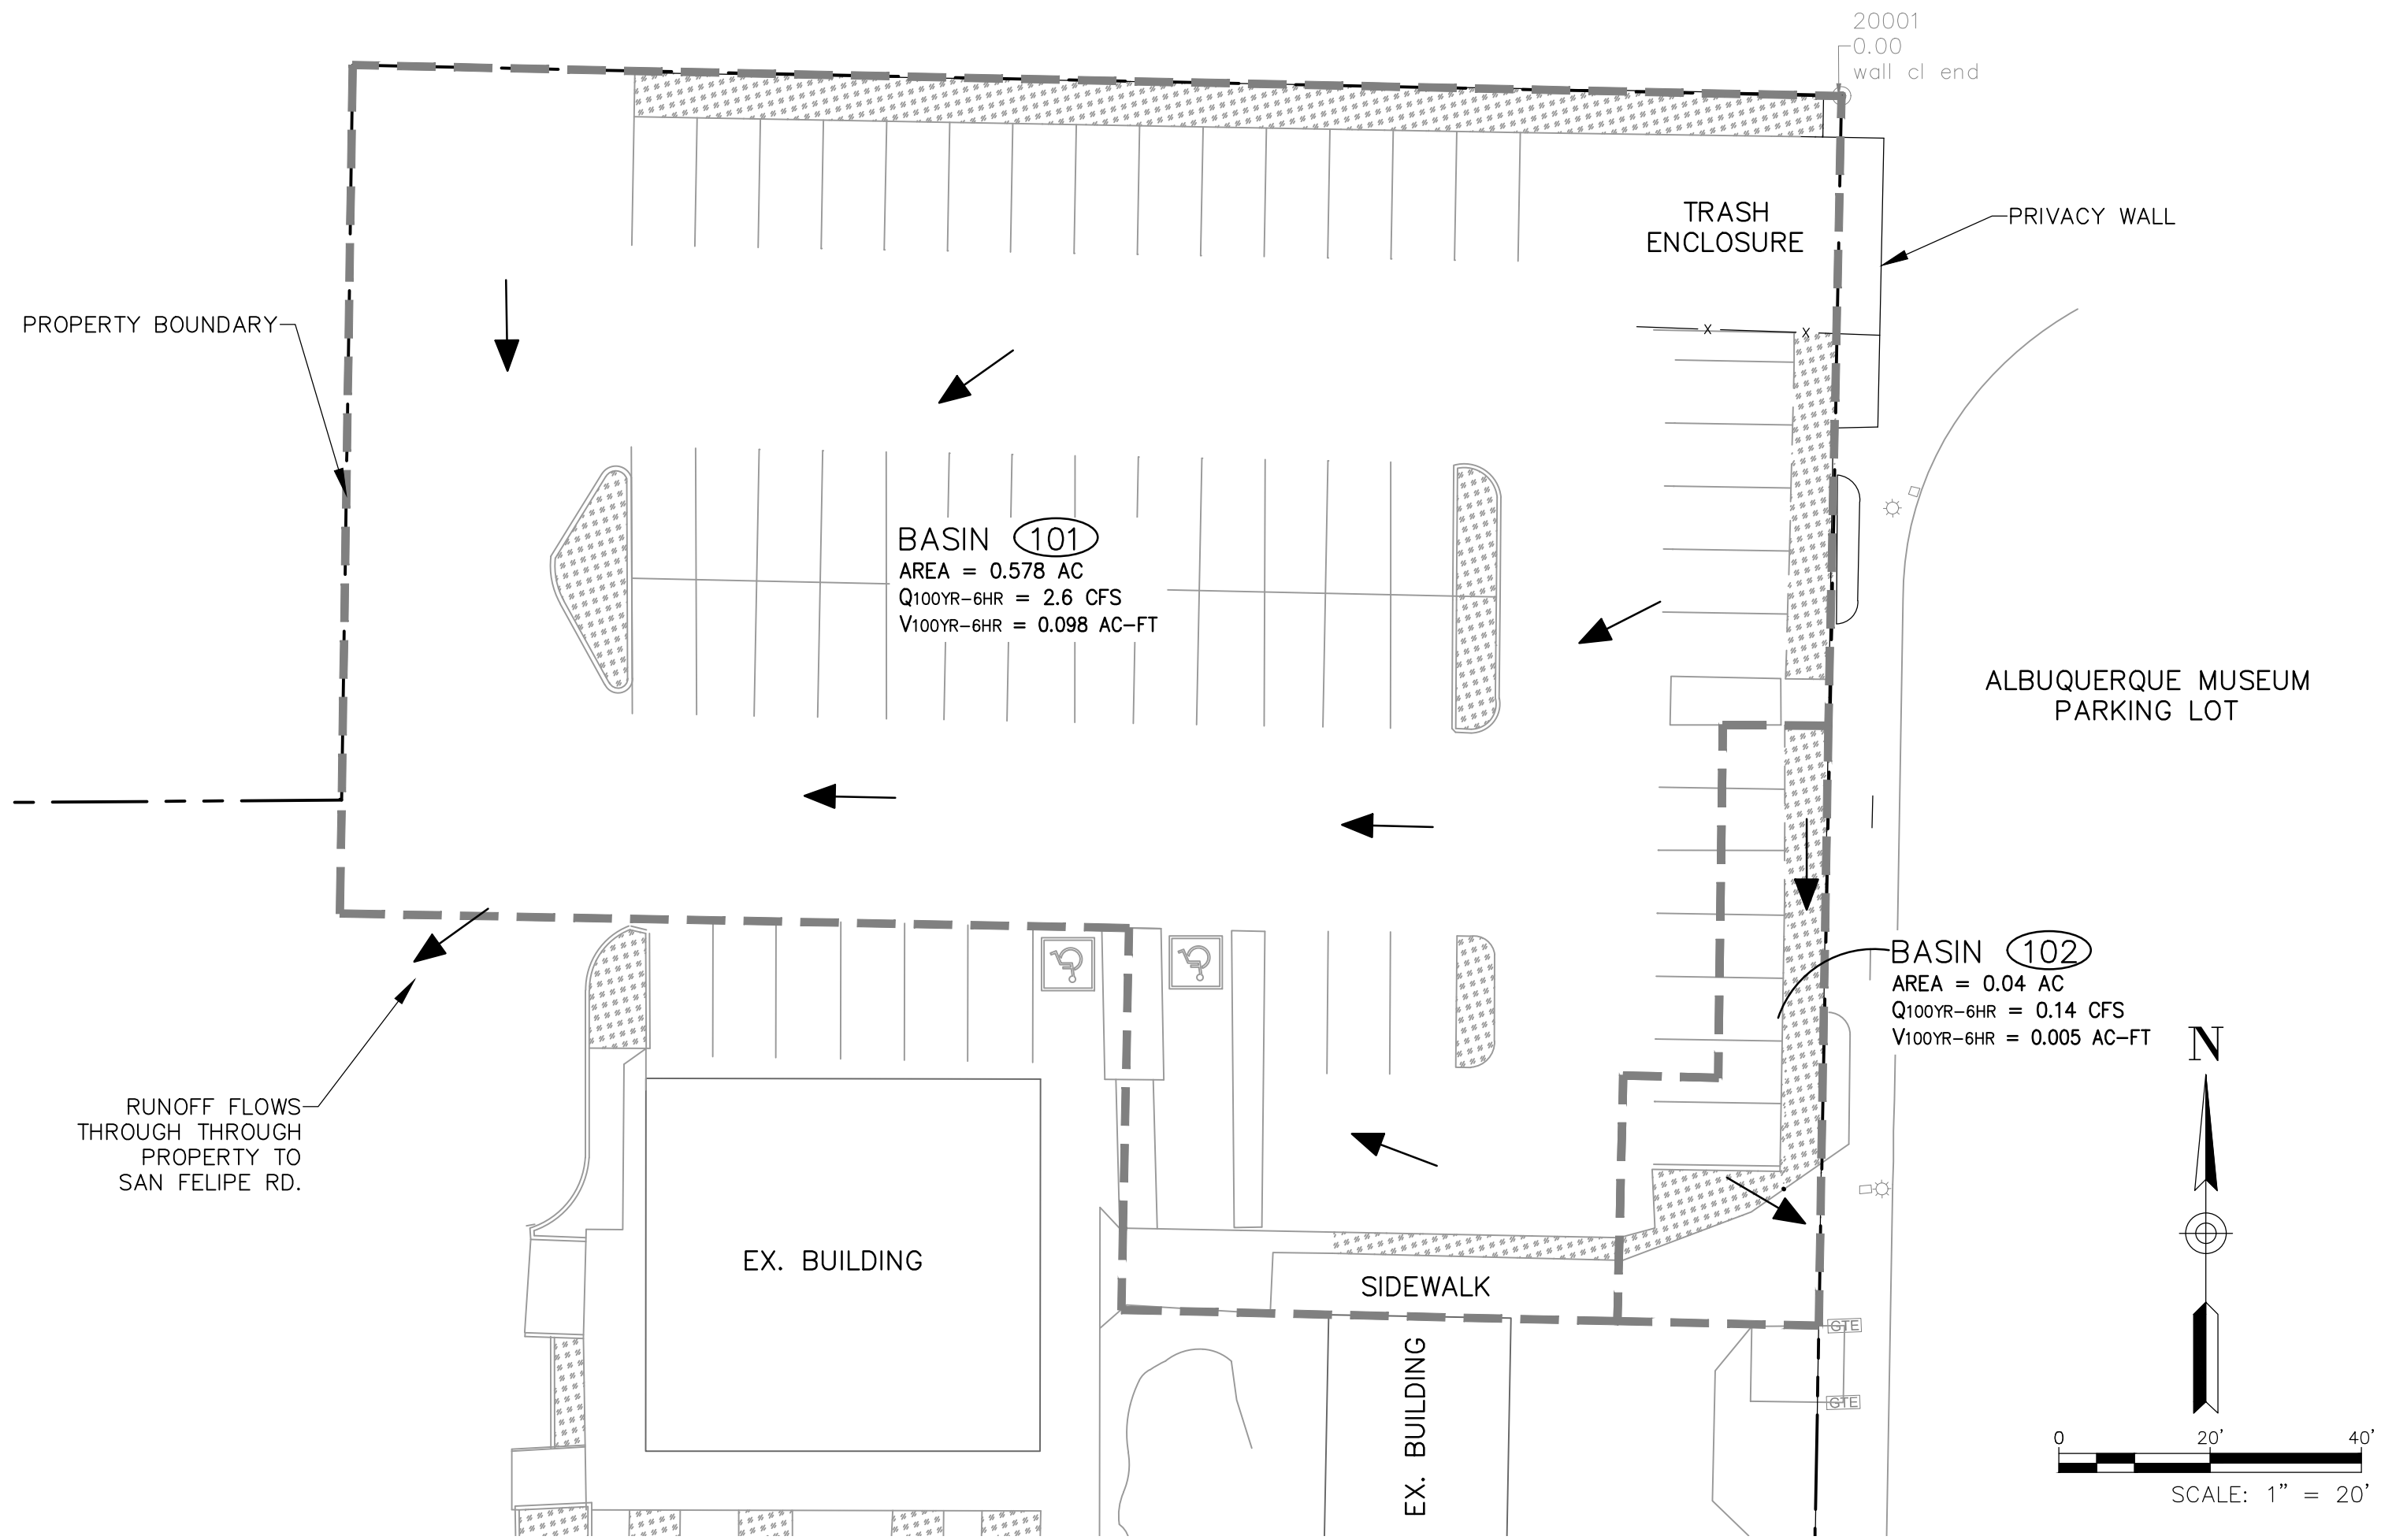 20001
0.00
wall cl end
TRASH
ENCLOSURE
PRIVACY WALL
PROPERTY BOUNDARY
X X
BASIN 101
AREA = 0.578 AC
Q100YR-6HR = 2.6 CFS
V100YR-6HR = 0.098 AC-FT
ALBUQUERQUE MUSEUM
PARKING LOT
BASIN 102
AREA = 0.04 AC
Q100YR-6HR = 0.14 CFS
V100YR-6HR = 0.005 AC-FT
N
RUNOFF FLOWS
THROUGH THROUGH
PROPERTY TO
SAN FELIPE RD.
EX. BUILDING
SIDEWALK
EX. BUILDING
GTE
GTE
0 20' 40'
SCALE: 1" = 20'